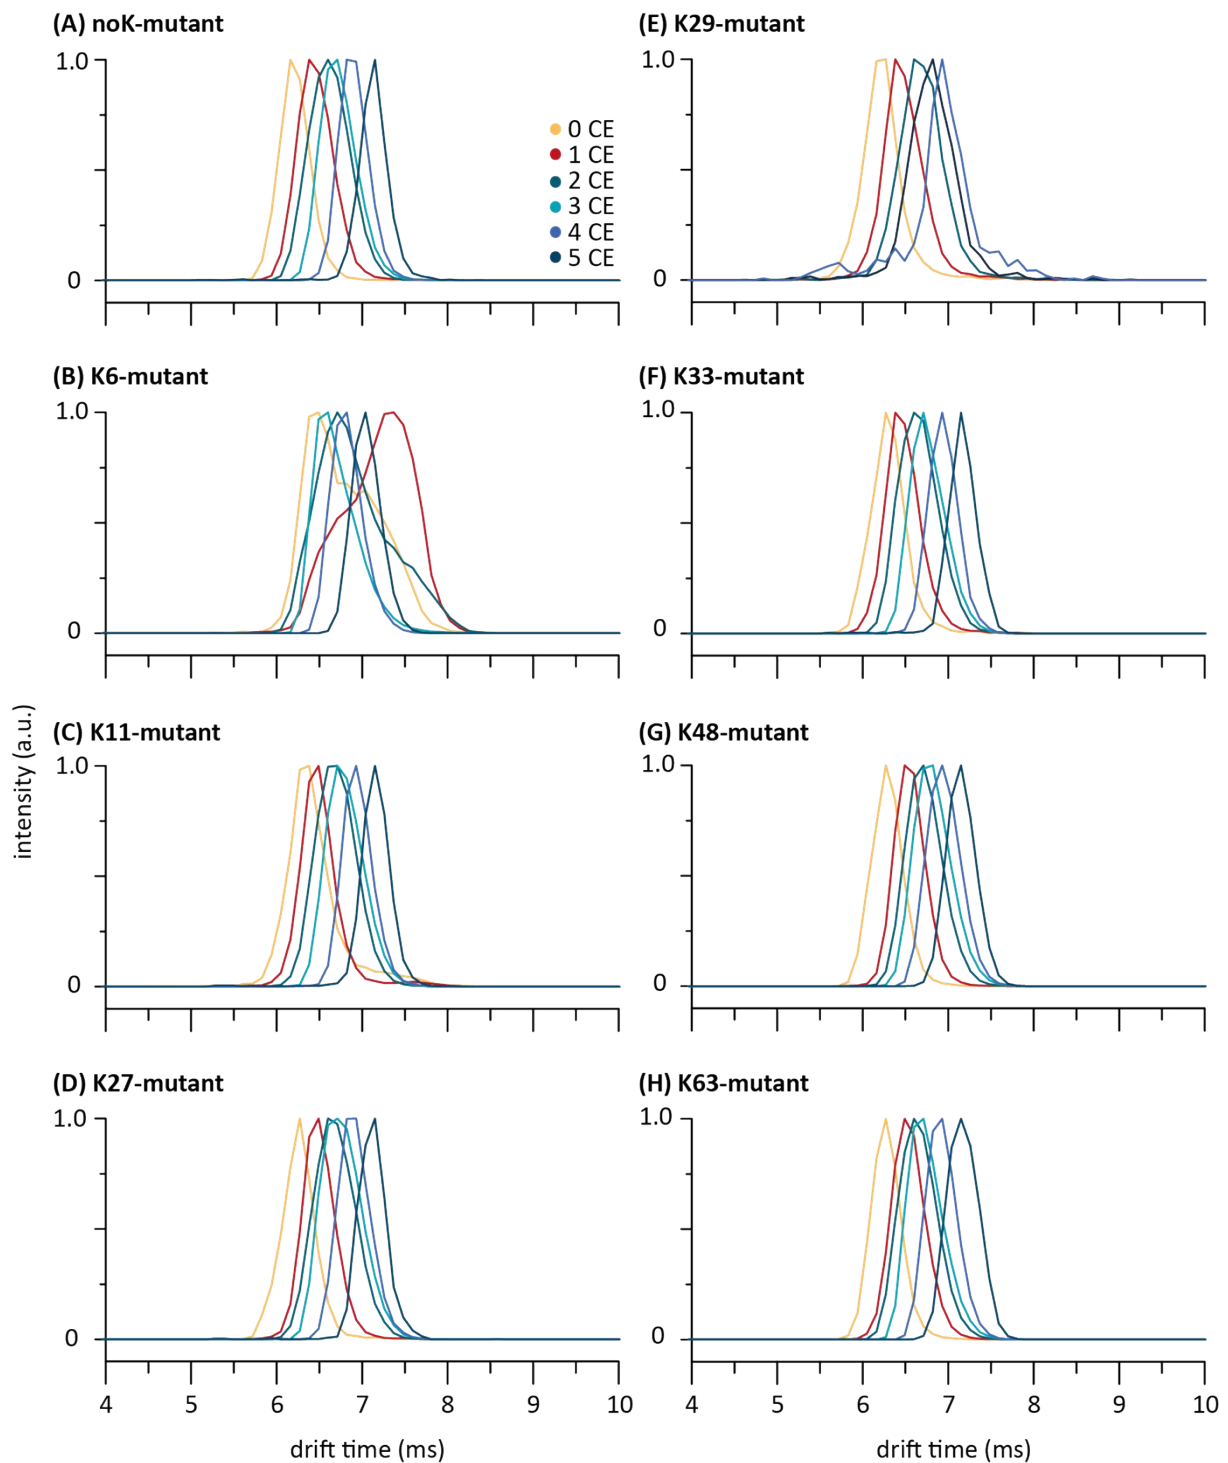 (A) noK-mutant
1.0
0
0 CE
1 CE
2 CE
3 CE
4 CE
5 CE
(E) K29-mutant
1.0
0
(B) K6-mutant
1.0
0
(F) K33-mutant
1.0
0
intensity (a.u.)
(C) K11-mutant
1.0
0
(G) K48-mutant
1.0
0
(D) K27-mutant
1.0
0
4 5 6 7 8 9 10
drift time (ms)
(H) K63-mutant
1.0
0
4 5 6 7 8 9 10
drift time (ms)